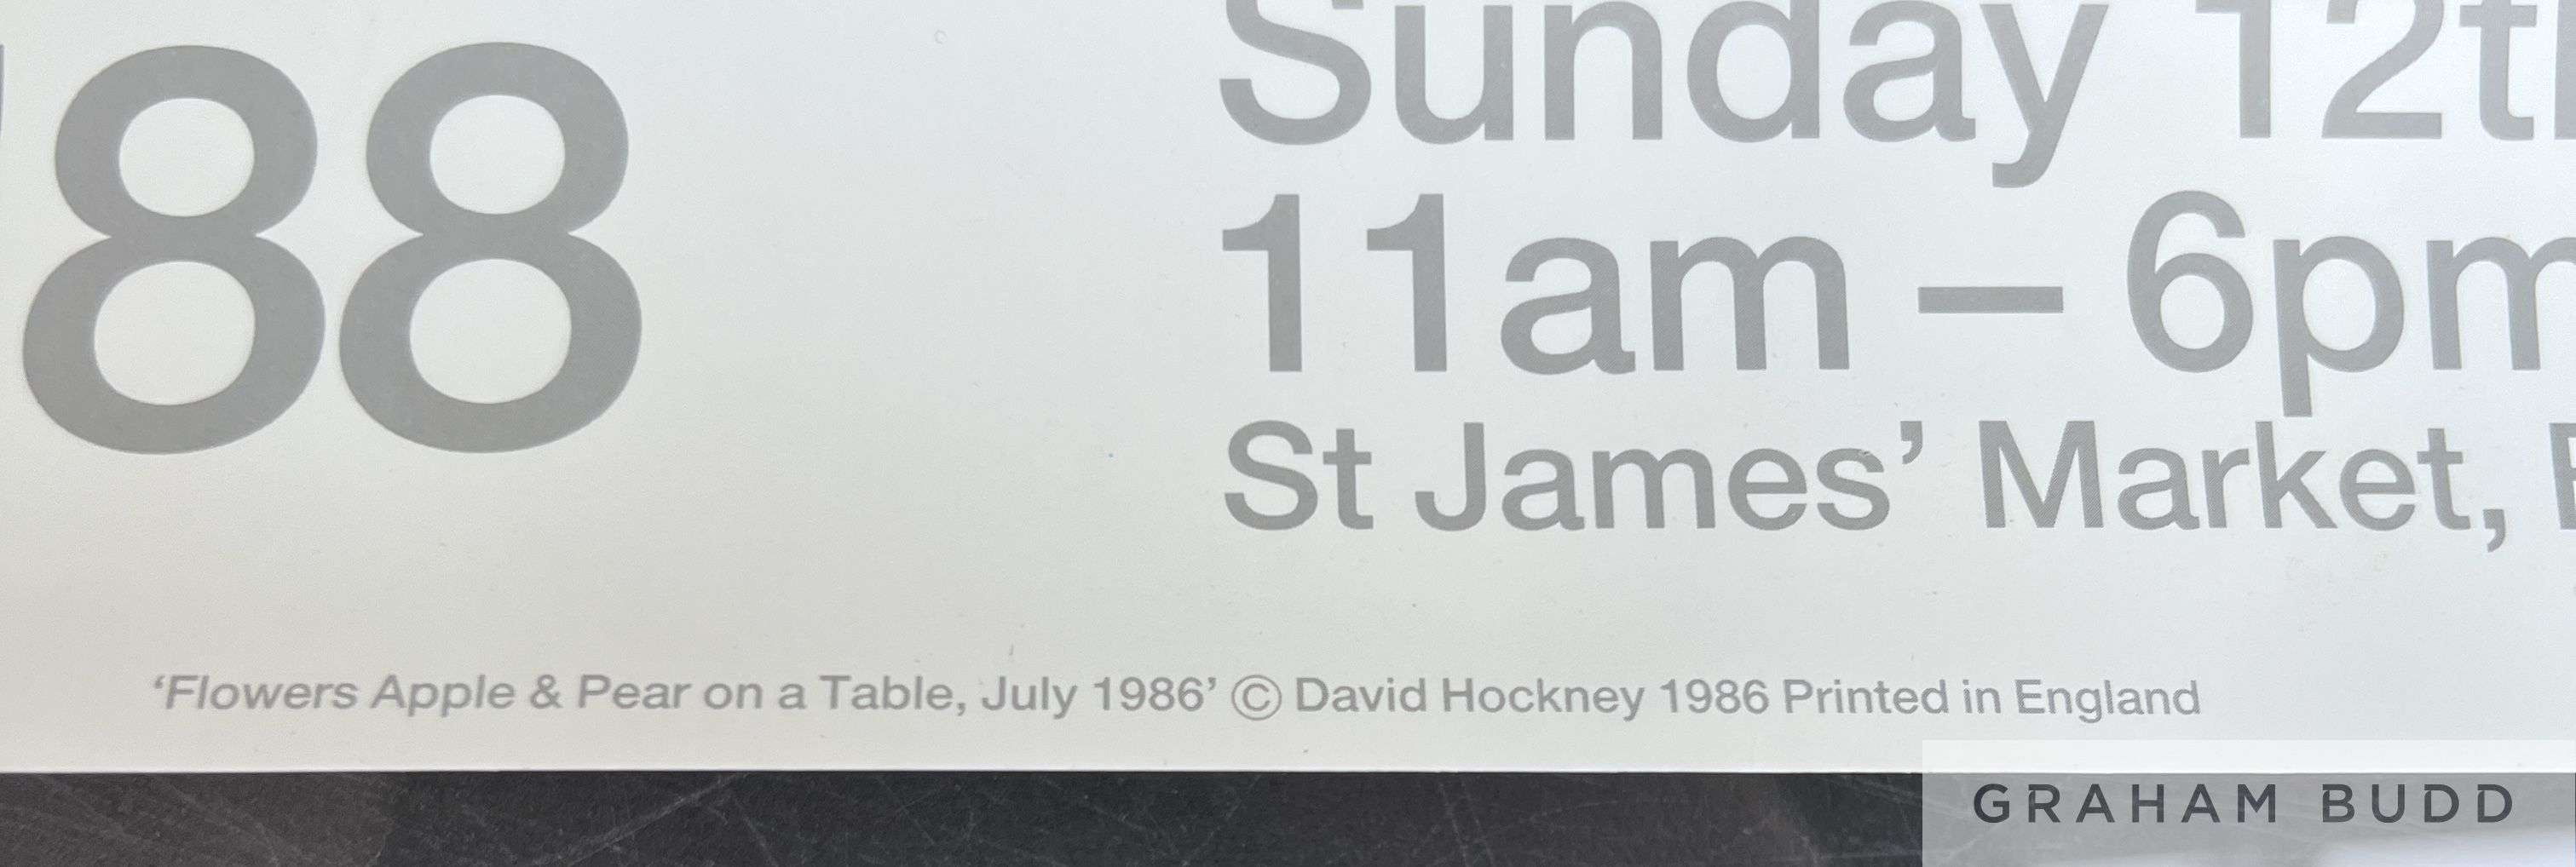 '88
Sunday 12th
11am – 6pm
St James’ Market,
‘Flowers Apple & Pear on a Table, July 1986’ © David Hockney 1986 Printed in England
GRAHAM BUDD